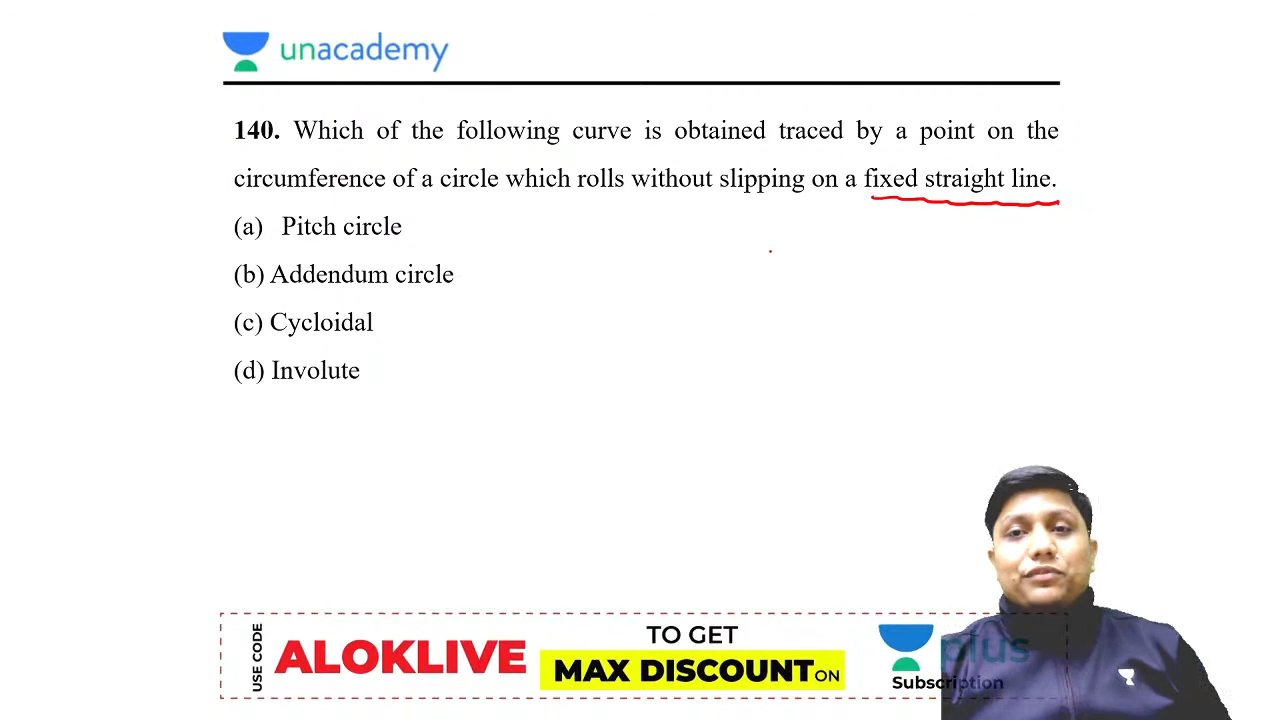 unacademy
140. Which of the following curve is obtained traced by a point on the
circumference of a circle which rolls without slipping on a fixed straight line.
(a) Pitch circle
(b) Addendum circle
(c) Cycloidal
(d) Involute
USE CODE
ALOKLIVE
TO GET
MAX DISCOUNT ON
plus
Subscription